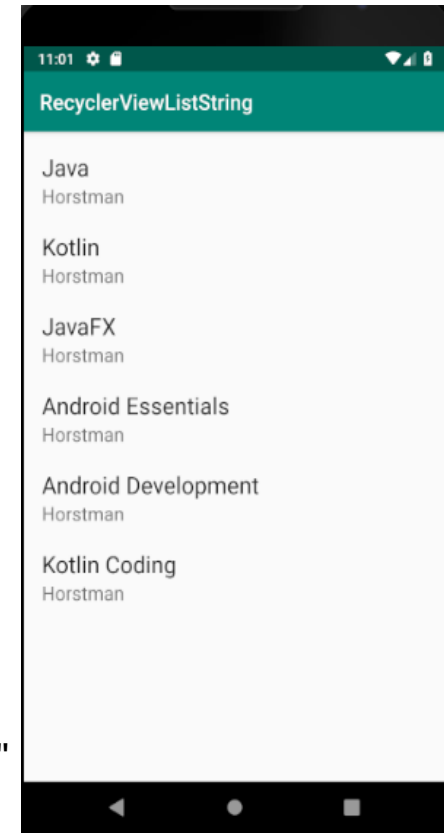 11:01
RecyclerViewListString
Java
Horstman
Kotlin
Horstman
JavaFX
Horstman
Android Essentials
Horstman
Android Development
Horstman
Kotlin Coding
Horstman
"